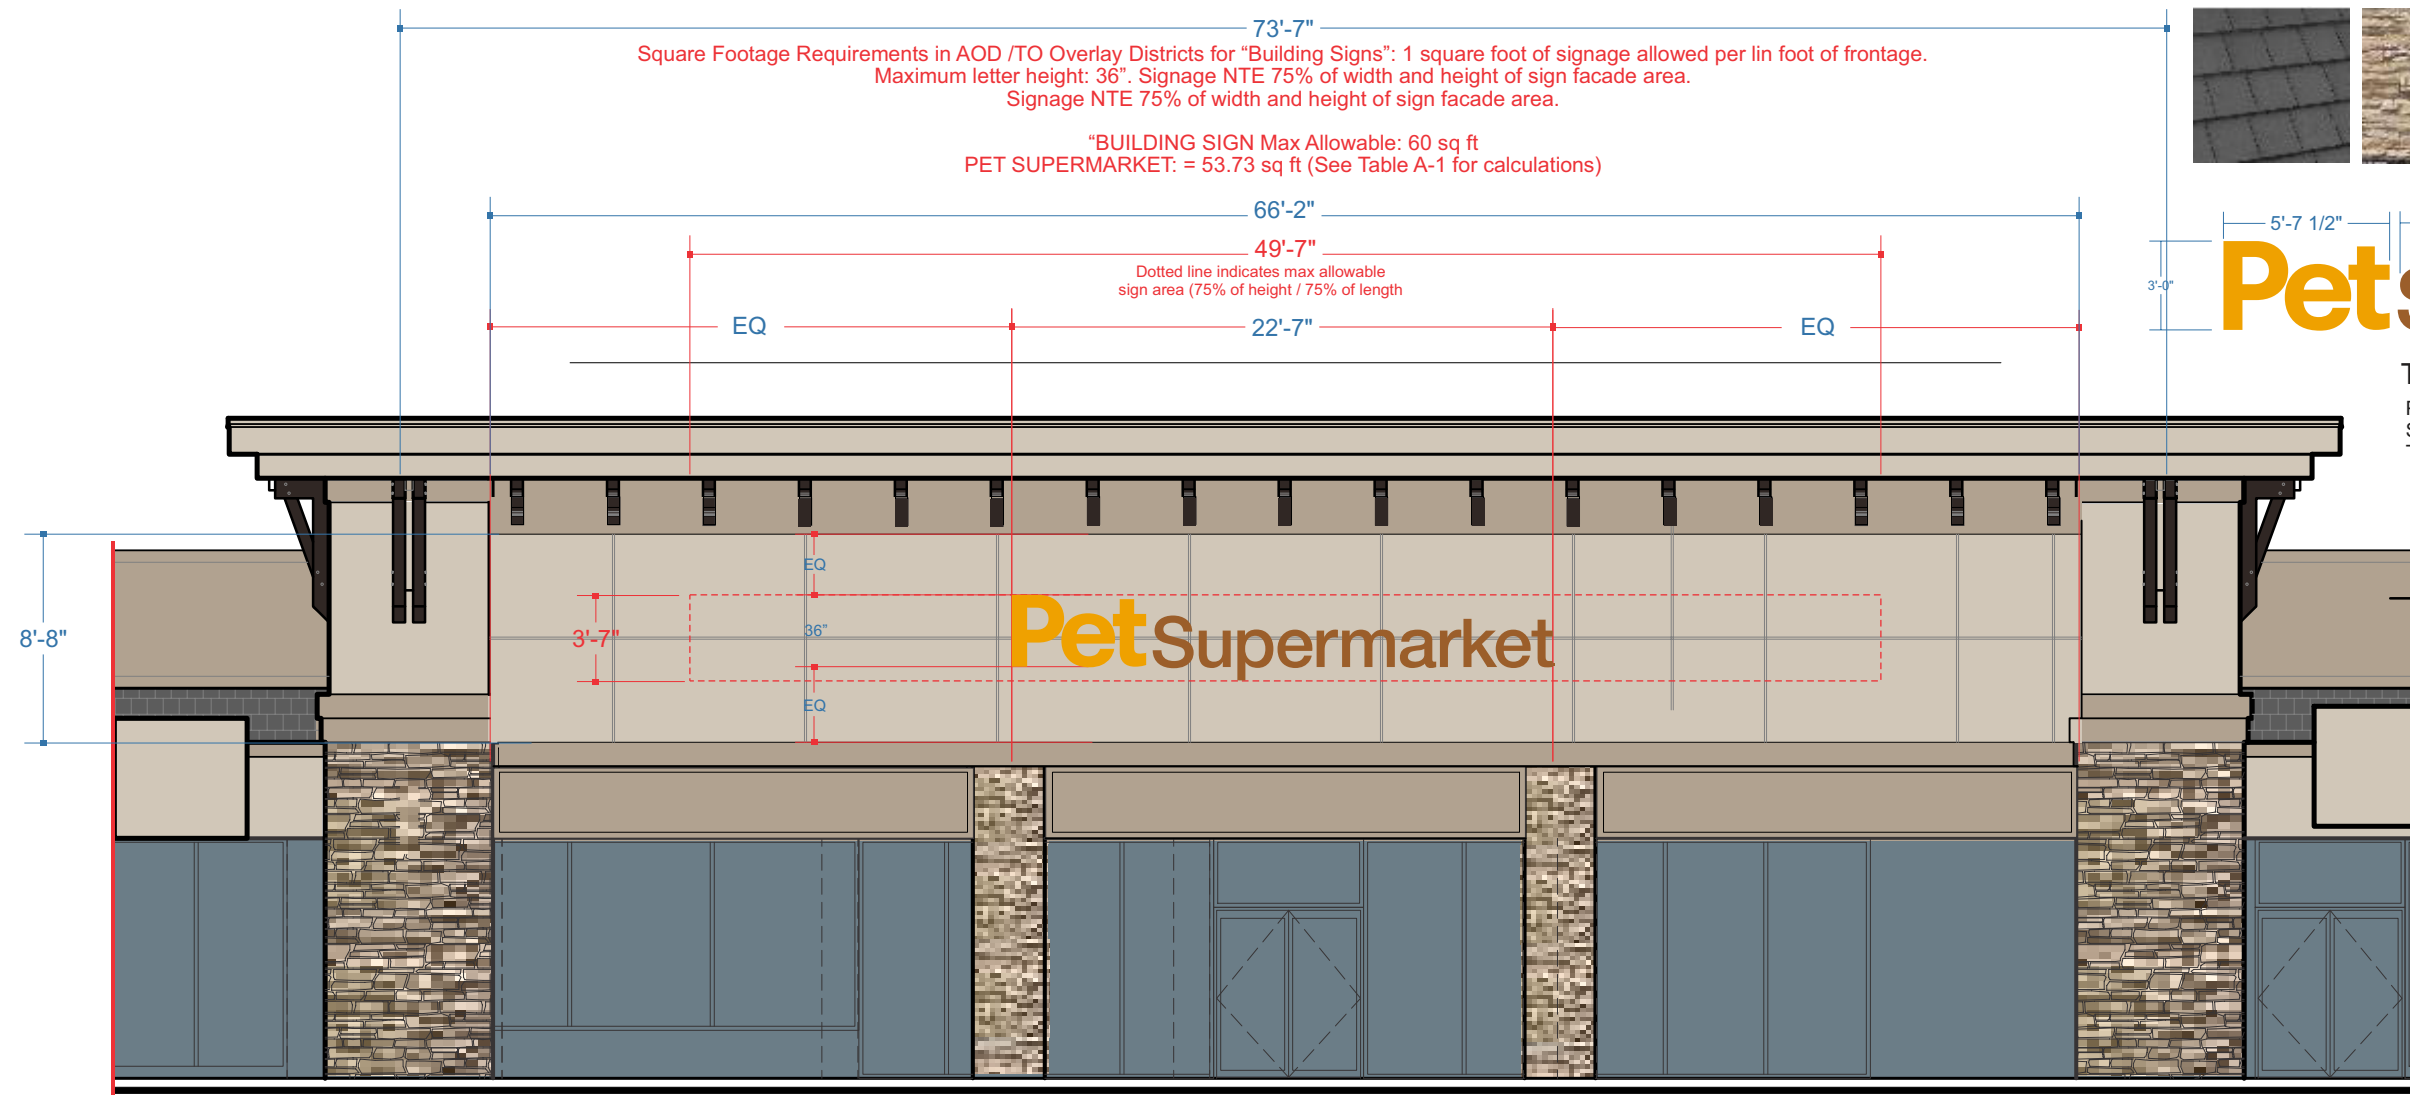 73'-7"
Square Footage Requirements in AOD /TO Overlay Districts for “Building Signs”: 1 square foot of signage allowed per lin foot of frontage.
Maximum letter height: 36”. Signage NTE 75% of width and height of sign facade area.
Signage NTE 75% of width and height of sign facade area.
“BUILDING SIGN Max Allowable: 60 sq ft
PET SUPERMARKET: = 53.73 sq ft (See Table A-1 for calculations)
66'-2"
5'-7 1/2"
49'-7"
Dotted line indicates max allowable
sign area (75% of height / 75% of length
3'-0"
Pet
EQ
22'-7"
EQ
EQ
8'-8"
3'-7"
36"
Pet Supermarket
EQ